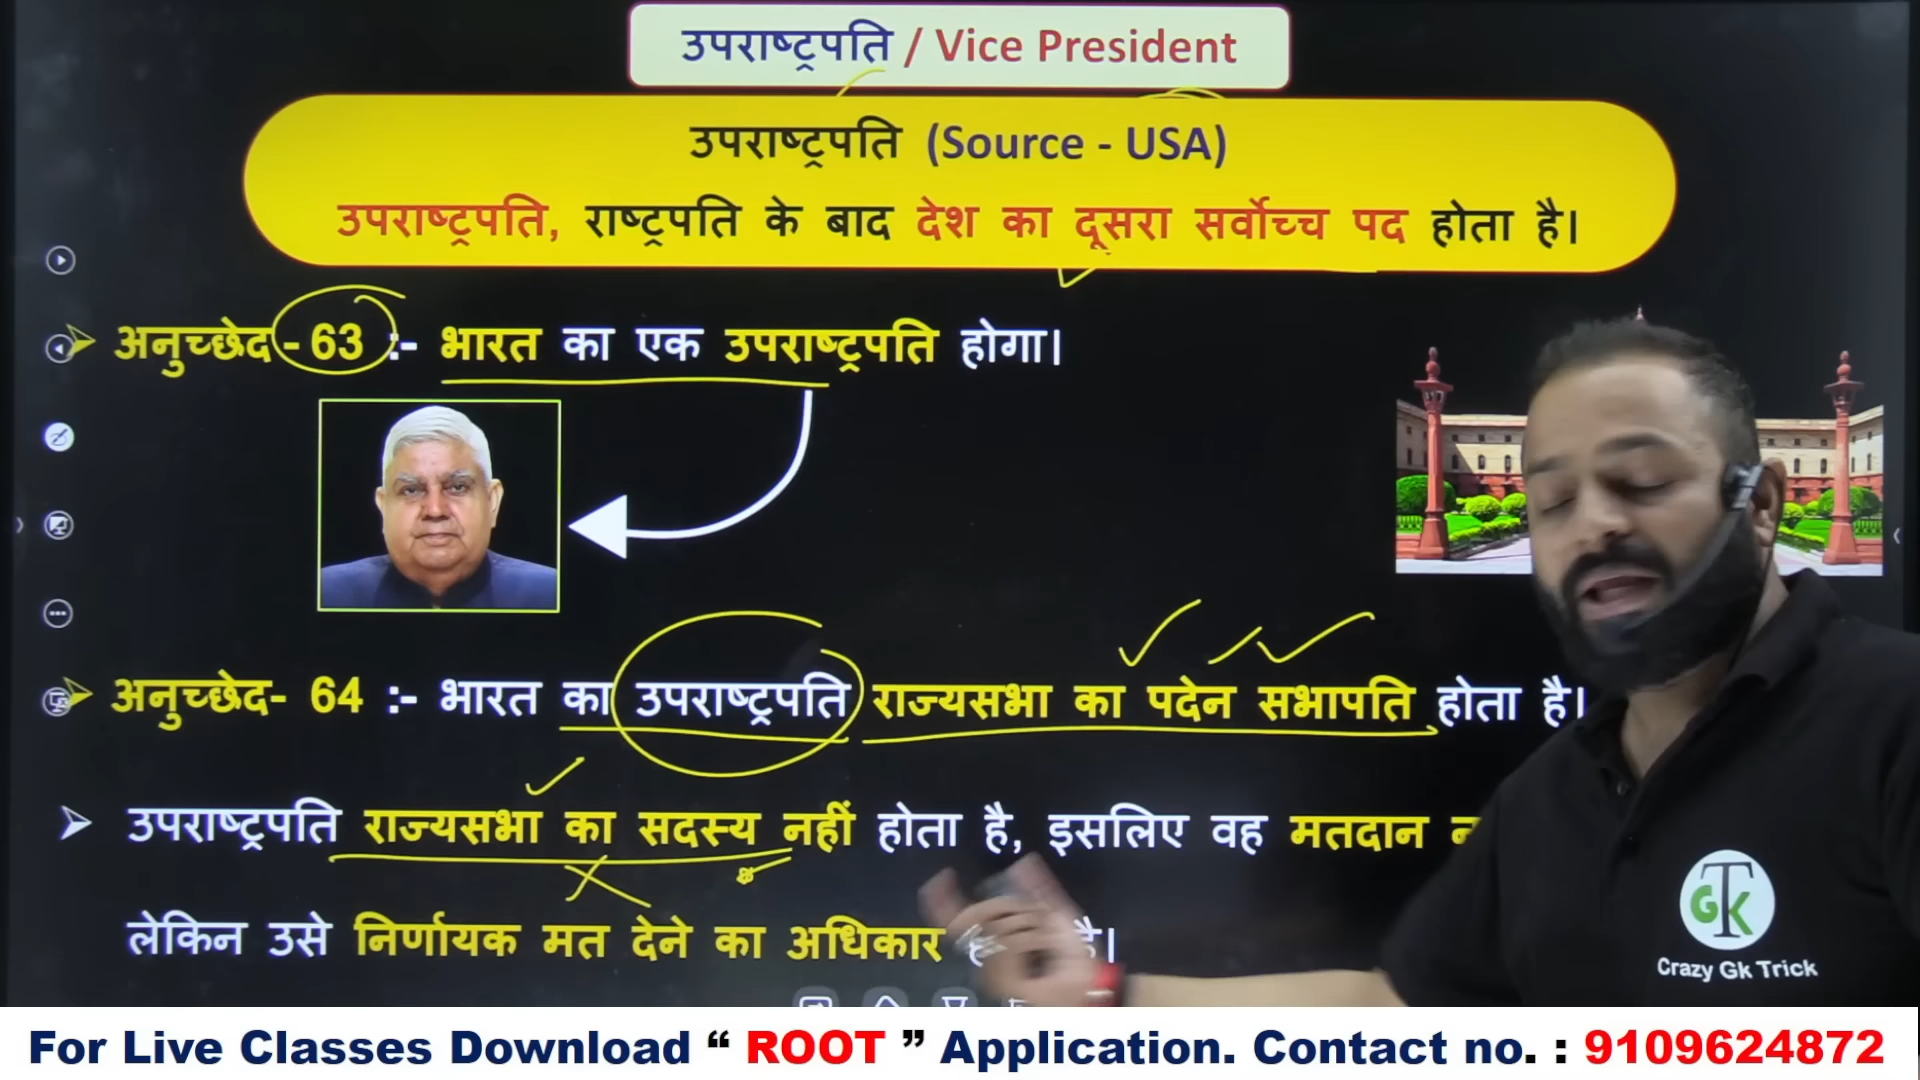 उपराष्ट्रपति / Vice President
उपराष्ट्रपति (Source - USA)
उपराष्ट्रपति, राष्ट्रपति के बाद देश का दूसरा सर्वोच्च पद होता है।
अनुच्छेद - 63 :- भारत का एक उपराष्ट्रपति होगा।
अनुच्छेद- 64 :- भारत का उपराष्ट्रपति राज्यसभा का पदेन सभापति होता है।
उपराष्ट्रपति राज्यसभा का सदस्य नहीं होता है, इसलिए वह मतदान
लेकिन उसे निर्णायक मत देने का अधिकार है।
GTK
Crazy Gk Trick
For Live Classes Download “ ROOT ” Application. Contact no. : 9109624872